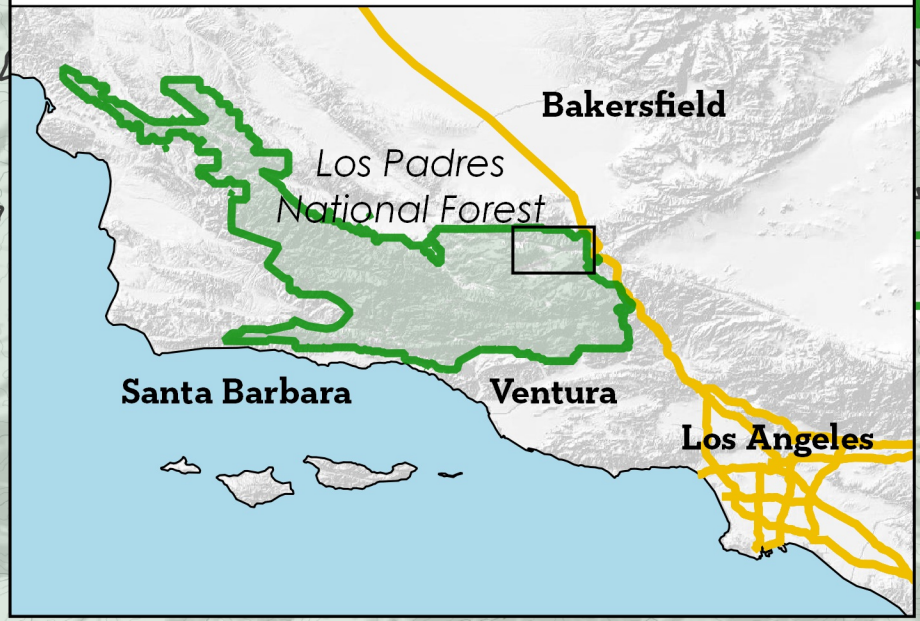 Bakersfield
Los Padres
National Forest
Santa Barbara
Ventura
Los Angeles